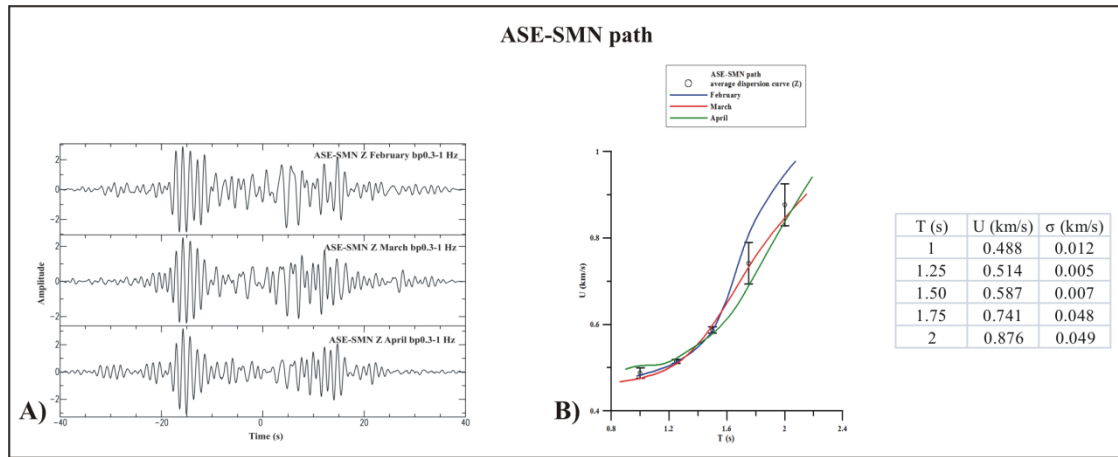 ASE-SMN path
ASE-SMN Z February bp0.3-1 Hz
ASE-SMN Z March bp0.3-1 Hz
ASE-SMN Z April bp0.3-1 Hz
Amplitude
2
0
-2
2
0
-2
2
0
-2
-40 -20 0 20 40
Time (s)
A)
ASE-SMN path
average dispersion curve (Z)
February
March
April
U (km/s)
1
0.8
0.6
0.4
0.8 1.2 1.6 2 2.4
T (s)
B)
T (s) U (km/s) σ (km/s)
1 0.488 0.012
1.25 0.514 0.005
1.50 0.587 0.007
1.75 0.741 0.048
2 0.876 0.049